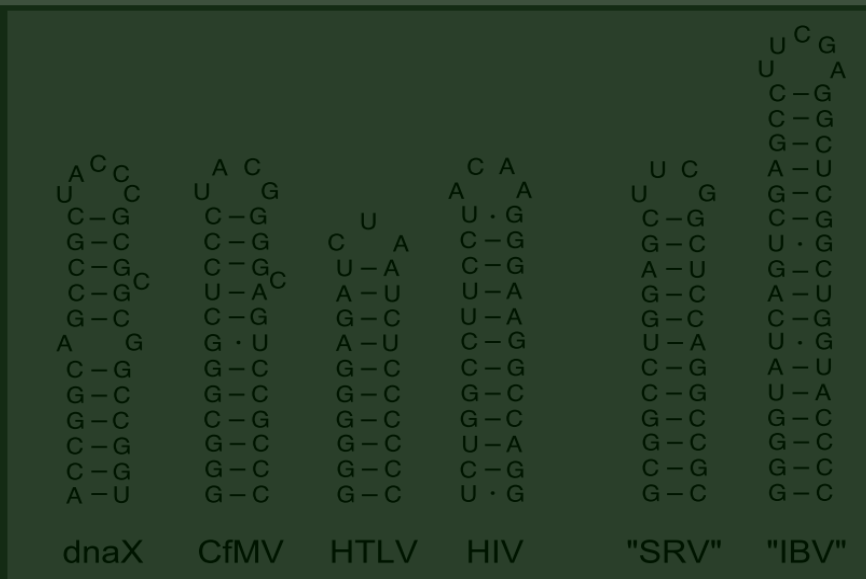 U C G
U A
C – G
C – G
G – C
A C C A C C A U C A – U
U C U G A A U G G – C
C – G C – G U U · G C – G C – G
G – C C – G C A C – G G – C U · G
C – G C – G U – A C – G A – U G – C
C C
C – G U – A A – U U – A G – C A – U
G – C C – G G – C U – A G – C C – G
A G G · U A – U C – G U – A U · G
C – G G – C G – C C – G C – G A – U
G – C G – C G – C G – C C – G U – A
G – C C – G G – C G – C G – C G – C
C – G G – C G – C U – A G – C G – C
C – G G – C G – C C – G C – G G – C
A – U G – C G – C U · G G – C G – C
dnaX CfMV HTLV HIV "SRV" "IBV"